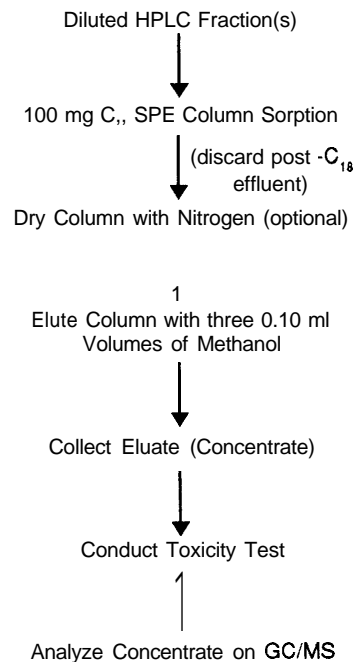 Diluted HPLC Fraction(s)
100 mg C,, SPE Column Sorption
(discard post -C18
effluent)
Dry Column with Nitrogen (optional)
1
Elute Column with three 0.10 ml
Volumes of Methanol
Collect Eluate (Concentrate)
Conduct Toxicity Test
Analyze Concentrate on GC/MS